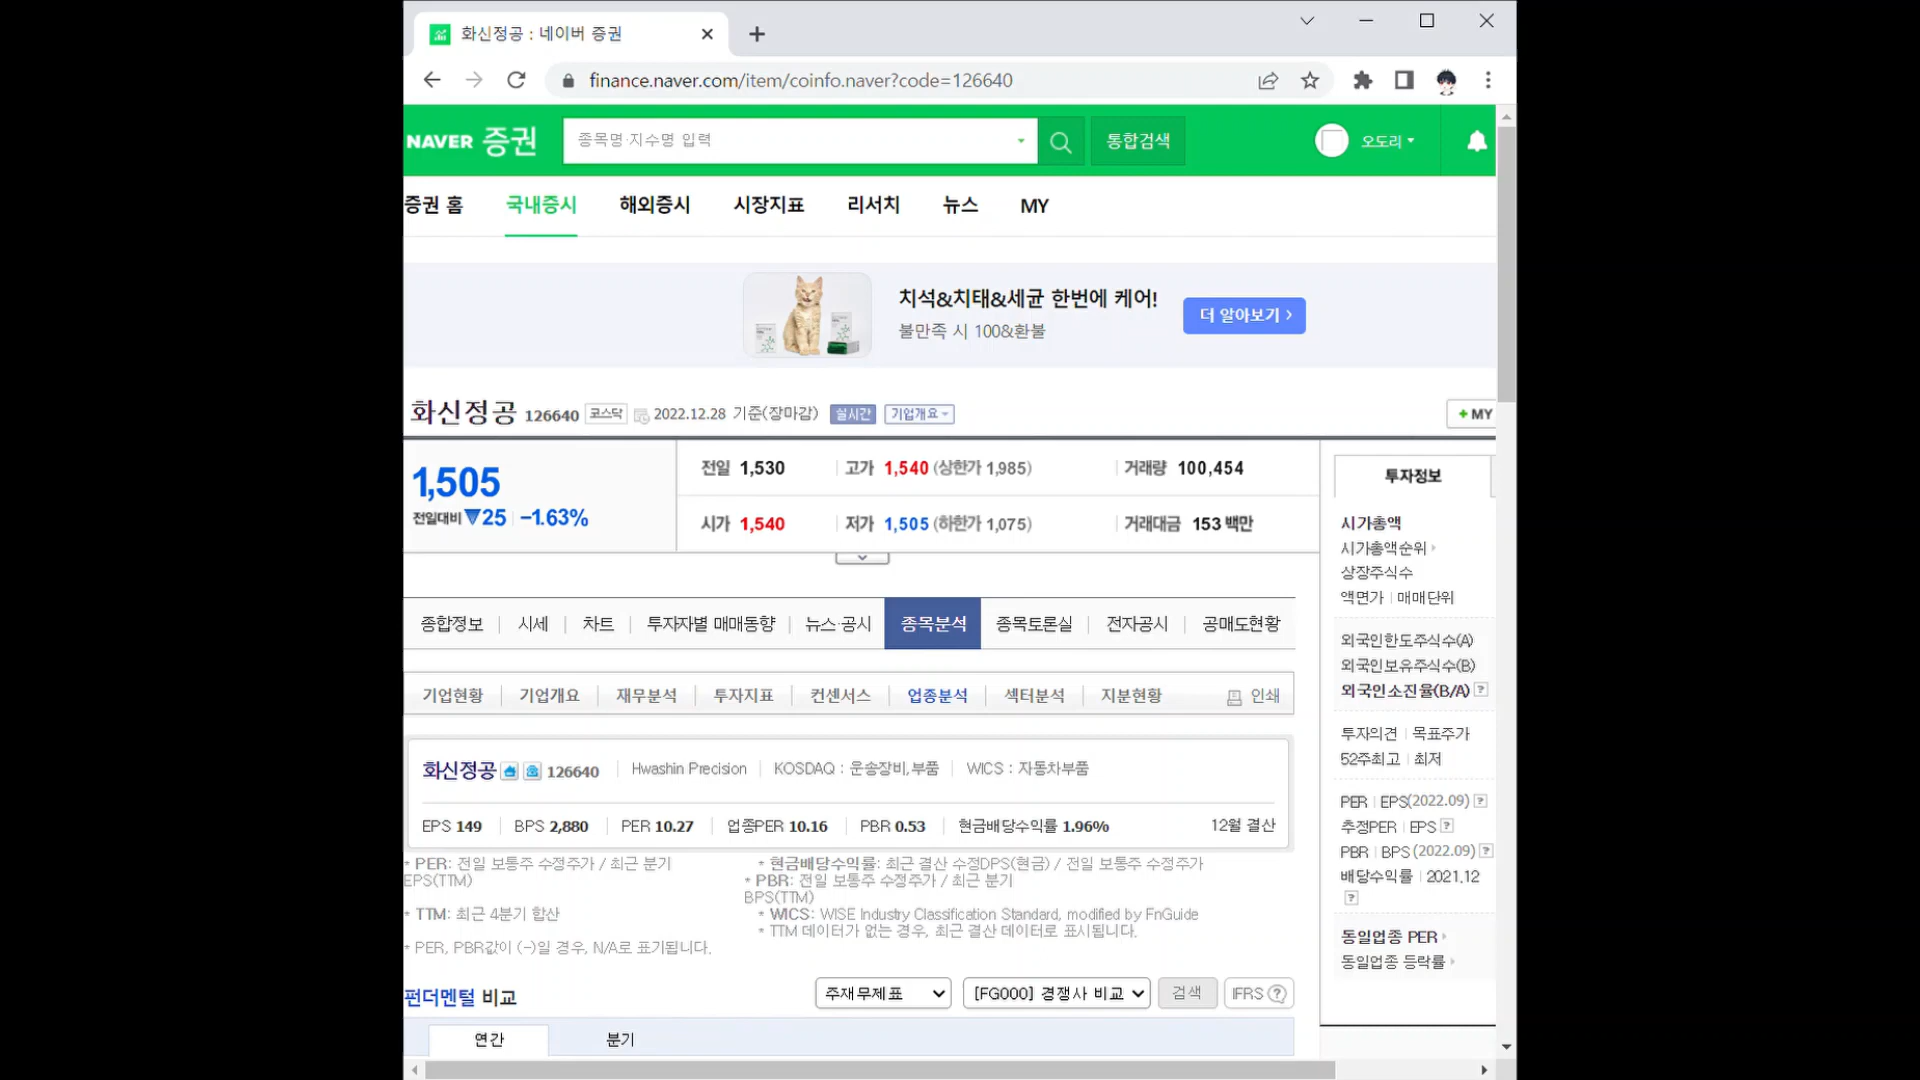 화신정공 : 네이버 증권
finance.naver.com/item/coinfo.naver?code=126640
NAVER 증권 종목명·지수명 입력 통합검색 오도리
증권 홈 국내증시 해외증시 시장지표 리서치 뉴스 MY
치석&치태&세균 한번에 케어!
불만족 시 100&환불
더 알아보기 >
화신정공 126640 코스닥 2022.12.28 기준(장마감) 실시간 기업개요 + MY
1,505
전일대비 ▼25 | -1.63%
전일 1,530 | 고가 1,540 (상한가 1,985) | 거래량 100,454
시가 1,540 | 저가 1,505 (하한가 1,075) | 거래대금 153 백만
종합정보 | 시세 | 차트 | 투자자별 매매동향 | 뉴스·공시 종목분석 종목토론실 | 전자공시 | 공매도현황
기업현황 | 기업개요 | 재무분석 | 투자지표 | 컨센서스 | 업종분석 | 섹터분석 | 지분현황 인쇄
화신정공 126640 | Hwashin Precision | KOSDAQ : 운송장비,부품 | WICS : 자동차부품
EPS 149 | BPS 2,880 | PER 10.27 | 업종PER 10.16 | PBR 0.53 | 현금배당수익률 1.96% 12월 결산
* PER: 전일 보통주 수정주가 / 최근 분기
EPS(TTM)
* TTM: 최근 4분기 합산
* PER, PBR값이 (-)일 경우, N/A로 표기됩니다.
* 현금배당수익률: 최근 결산 수정DPS(현금) / 전일 보통주 수정주가
* PBR: 전일 보통주 수정주가 / 최근 분기
BPS(TTM)
* WICS: WISE Industry Classification Standard, modified by FnGuide
* TTM 데이터가 없는 경우, 최근 결산 데이터로 표시됩니다.
펀더멘털 비교 주재무제표 [FG000] 경쟁사 비교 검색 IFRS ?
연간 분기
투자정보
시가총액
시가총액순위
상장주식수
액면가 | 매매단위
외국인한도주식수(A)
외국인보유주식수(B)
외국인소진율(B/A) ?
투자의견 | 목표주가
52주최고 | 최저
PER | EPS(2022.09) ?
추정PER | EPS ?
PBR | BPS (2022.09) ?
배당수익률 | 2021.12
?
동일업종 PER
동일업종 등락률